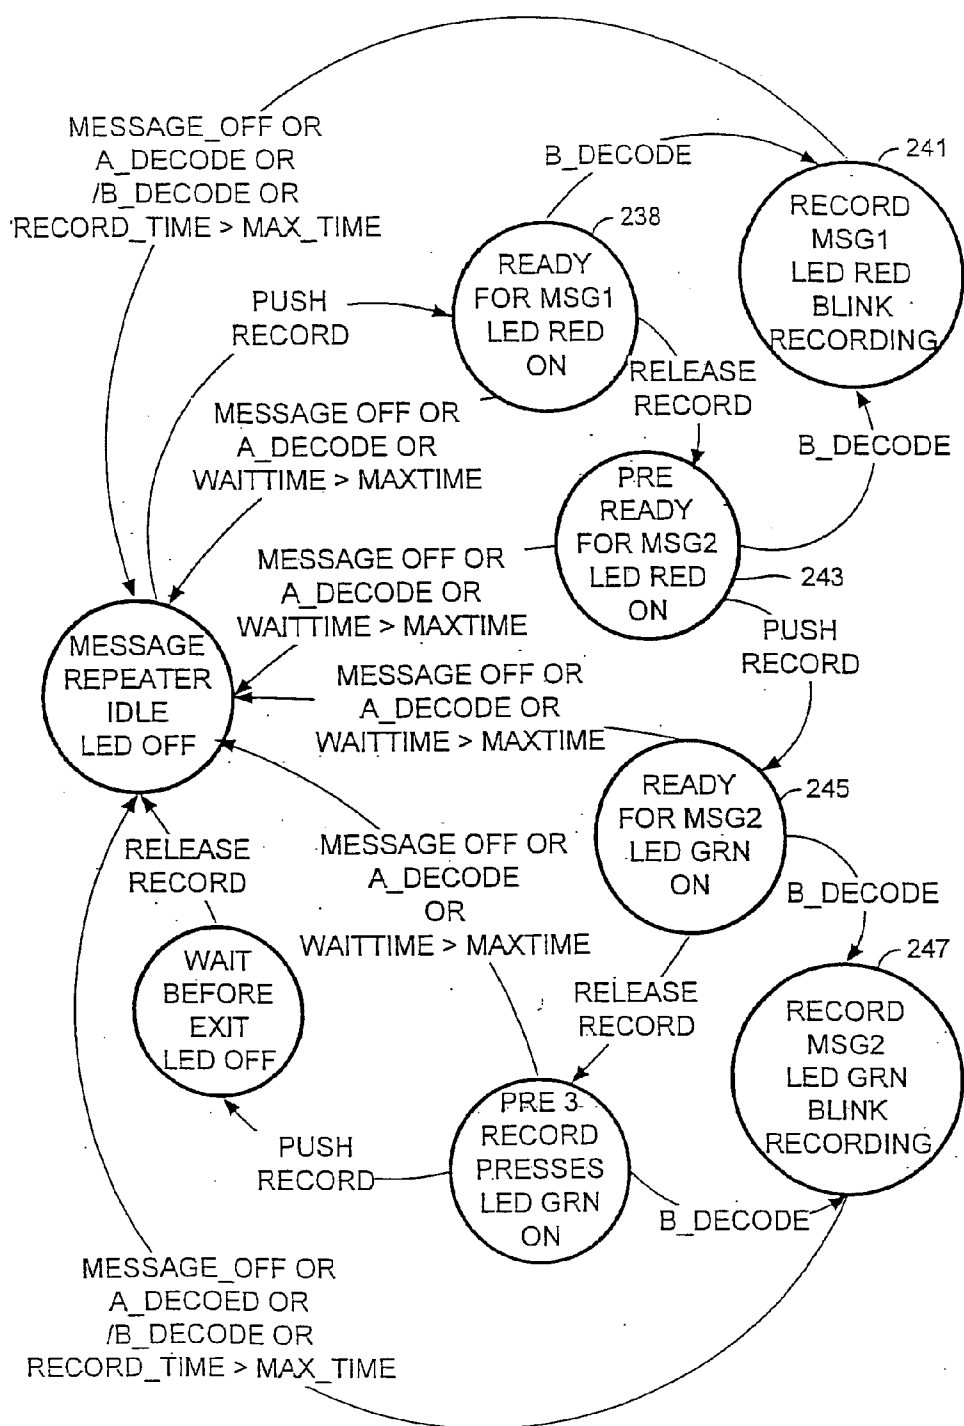 MESSAGE_OFF OR
A_DECODE OR
/B_DECODE OR
RECORD_TIME > MAX_TIME
B_DECODE
241
RECORD
MSG1
LED RED
BLINK
RECORDING
238
READY
FOR MSG1
LED RED
ON
PUSH
RECORD
RELEASE
RECORD
MESSAGE OFF OR
A_DECODE OR
WAITTIME > MAXTIME
B_DECODE
PRE
READY
FOR MSG2
LED RED
ON
243
MESSAGE OFF OR
A_DECODE OR
WAITTIME > MAXTIME
PUSH
RECORD
MESSAGE
REPEATER
IDLE
LED OFF
MESSAGE OFF OR
A_DECODE OR
WAITTIME > MAXTIME
READY
FOR MSG2
LED GRN
ON
245
RELEASE
RECORD
MESSAGE OFF OR
A_DECODE
OR
WAITTIME > MAXTIME
B_DECODE
247
WAIT
BEFORE
EXIT
LED OFF
RELEASE
RECORD
RECORD
MSG2
LED GRN
BLINK
RECORDING
PRE 3
RECORD
PRESSES
LED GRN
ON
PUSH
RECORD
B_DECODE
MESSAGE_OFF OR
A_DECOED OR
/B_DECODE OR
RECORD_TIME > MAX_TIME